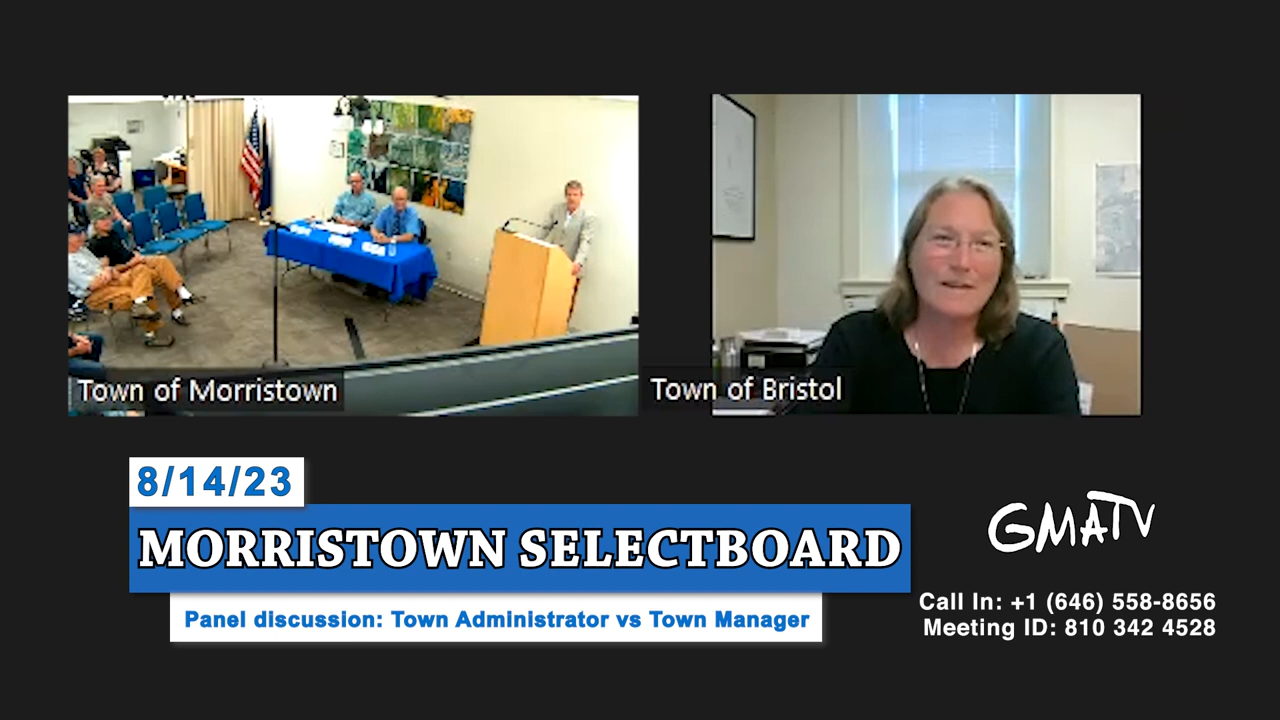 Town of Morristown
Town of Bristol
8/14/23
MORRISTOWN SELECTBOARD
Panel discussion: Town Administrator vs Town Manager
GMATV
Call In: +1 (646) 558-8656
Meeting ID: 810 342 4528